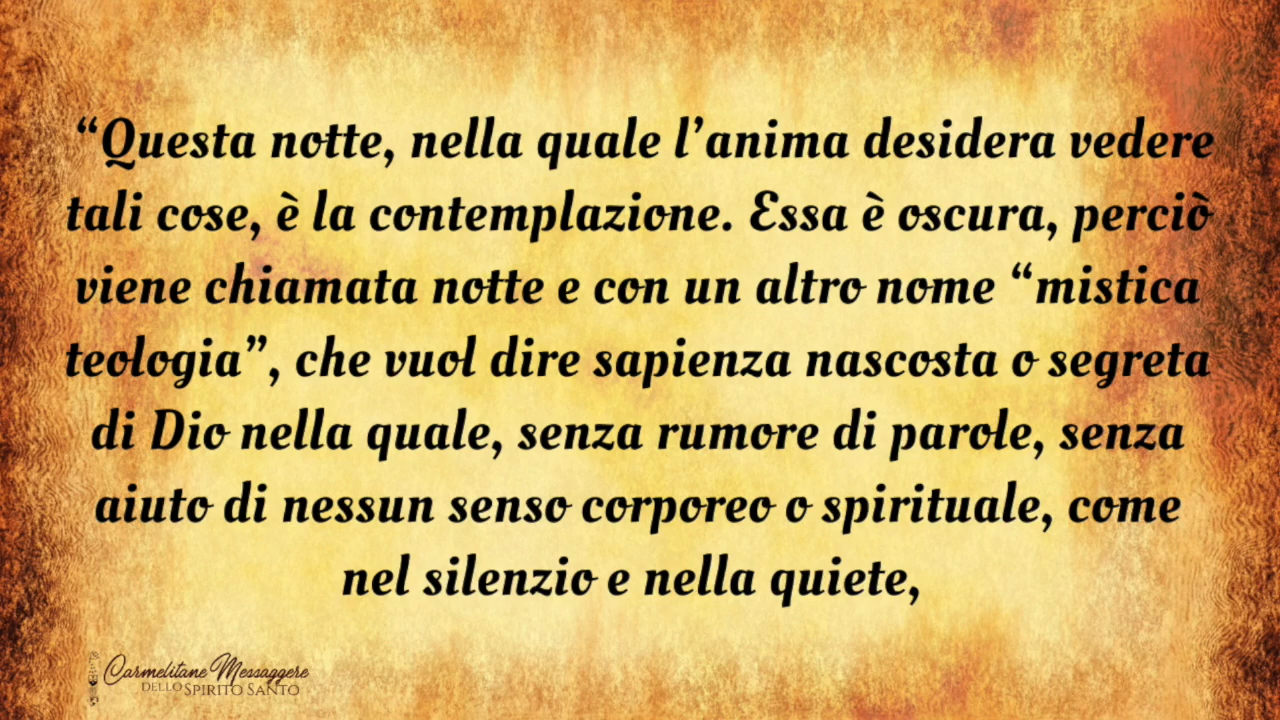 “Questa notte, nella quale l’anima desidera vedere
tali cose, è la contemplazione. Essa è oscura, perciò
viene chiamata notte e con un altro nome “mistica
teologia”, che vuol dire sapienza nascosta o segreta
di Dio nella quale, senza rumore di parole, senza
aiuto di nessun senso corporeo o spirituale, come
nel silenzio e nella quiete,
Carmelitane Messaggere
DELLO SPIRITO SANTO